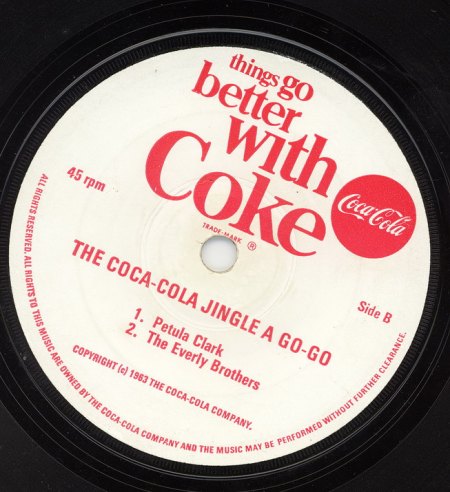 things go
better
with
Coke
TRADE-MARK ®
Coca-Cola
45 rpm
Side B
THE COCA-COLA JINGLE A GO-GO
1. Petula Clark
2. The Everly Brothers
COPYRIGHT (c) 1963 THE COCA-COLA COMPANY.
ALL RIGHTS RESERVED. ALL RIGHTS TO THIS MUSIC ARE OWNED BY THE COCA-COLA COMPANY AND THE MUSIC MAY BE PERFORMED WITHOUT FURTHER CLEARANCE.